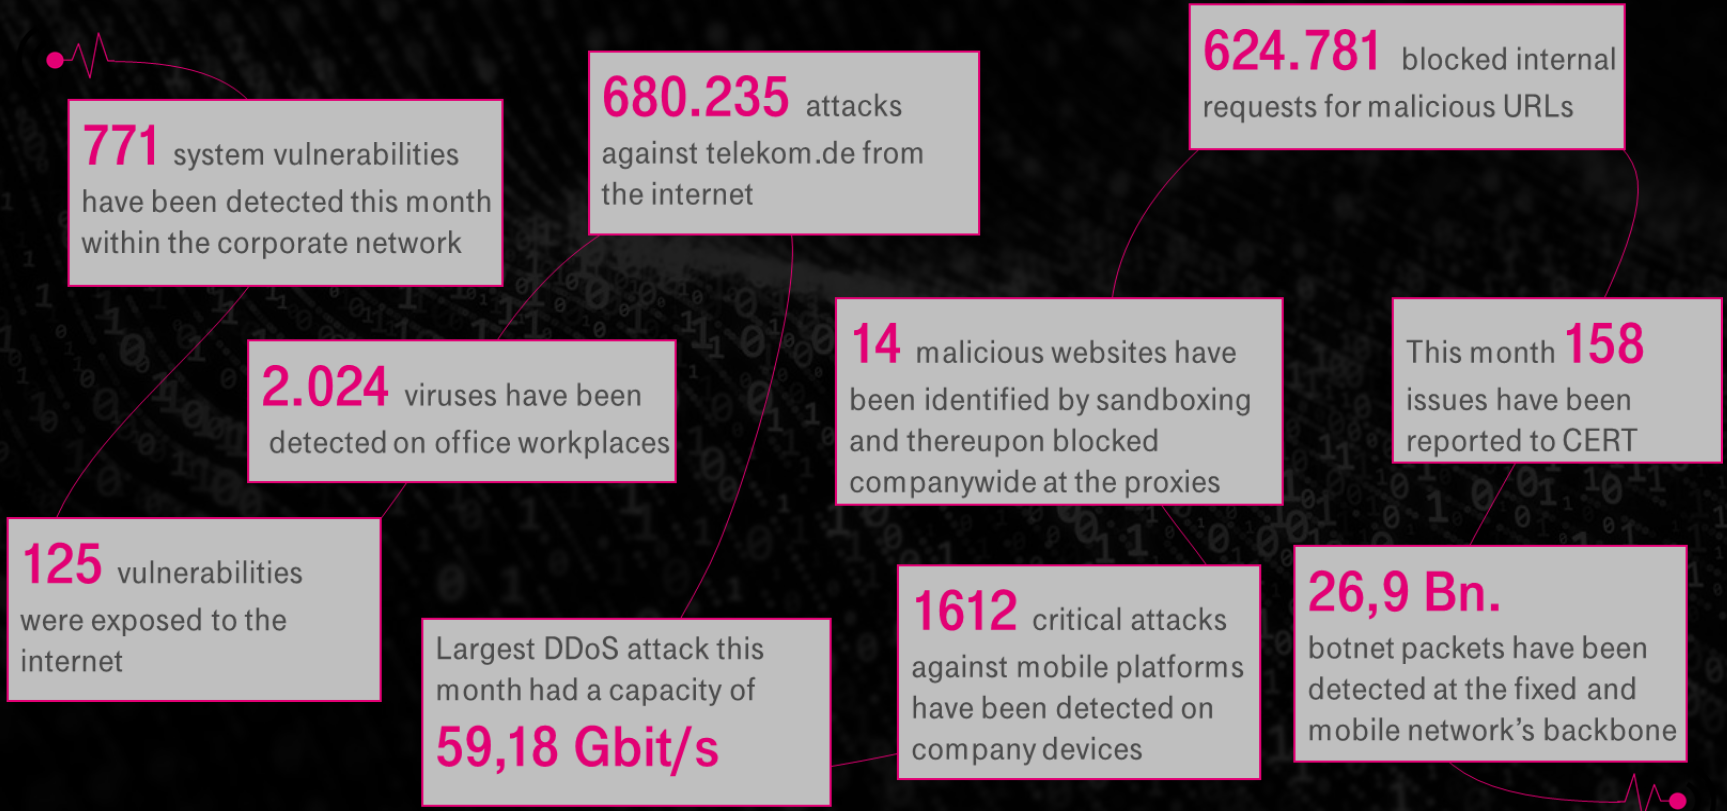 771 system vulnerabilities
have been detected this month
within the corporate network
125 vulnerabilities
were exposed to the
internet
2.024 viruses have been
detected on office workplaces
680.235 attacks
against telekom.de from
the internet
Largest DDoS attack this
month had a capacity of
59,18 Gbit/s
1612 critical attacks
against mobile platforms
have been detected on
company devices
14 malicious websites have
been identified by sandboxing
and thereupon blocked
companywide at the proxies
624.781 blocked internal
requests for malicious URLs
This month 158
issues have been
reported to CERT
26,9 Bn.
botnet packets have been
detected at the fixed and
mobile network's backbone